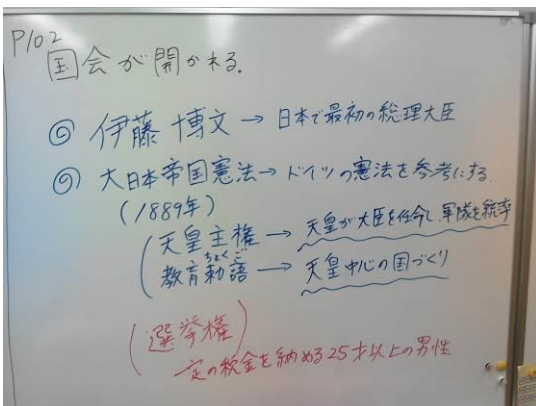 P102
国会が開かれる.
◎ 伊藤博文→日本で最初の総理大臣
◎ 大日本帝国憲法→ドイツの憲法を参考にする.
(1889年)
天皇主権→天皇が大臣を任命し、軍隊を統率
ちょくご
教育勅語→天皇中心の国づくり
(選挙権)
一定の税金を納める25才以上の男性